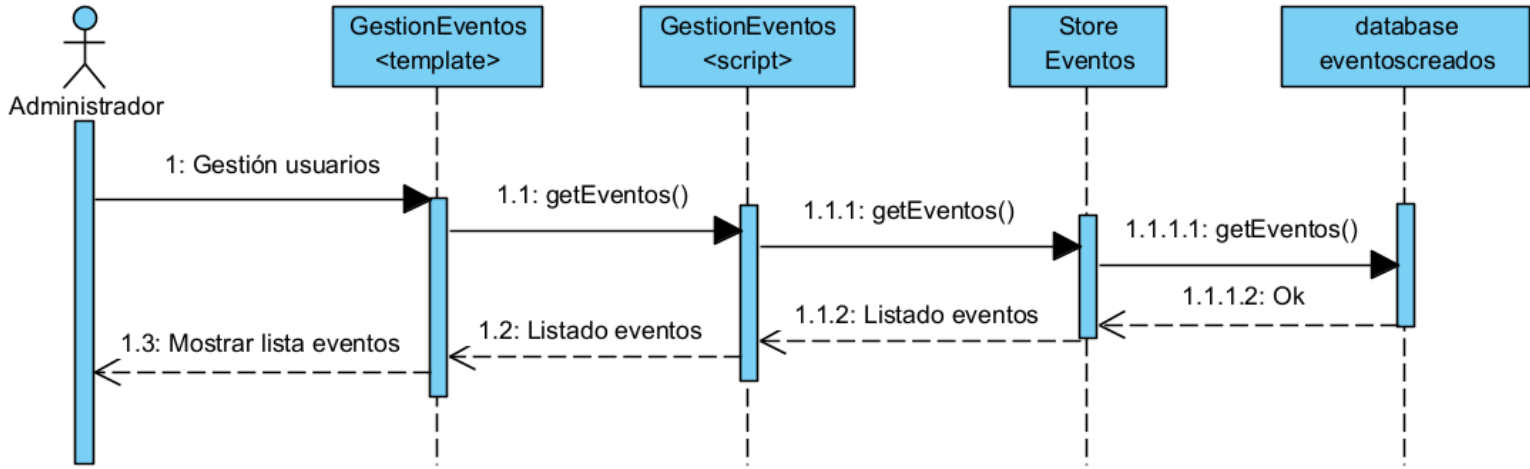 GestionEventos
<template>
GestionEventos
<script>
Store
Eventos
database
eventoscreados
Administrador
1: Gestión usuarios
1.1: getEventos()
1.1.1: getEventos()
1.1.1.1: getEventos()
1.1.1.2: Ok
1.1.2: Listado eventos
1.2: Listado eventos
1.3: Mostrar lista eventos